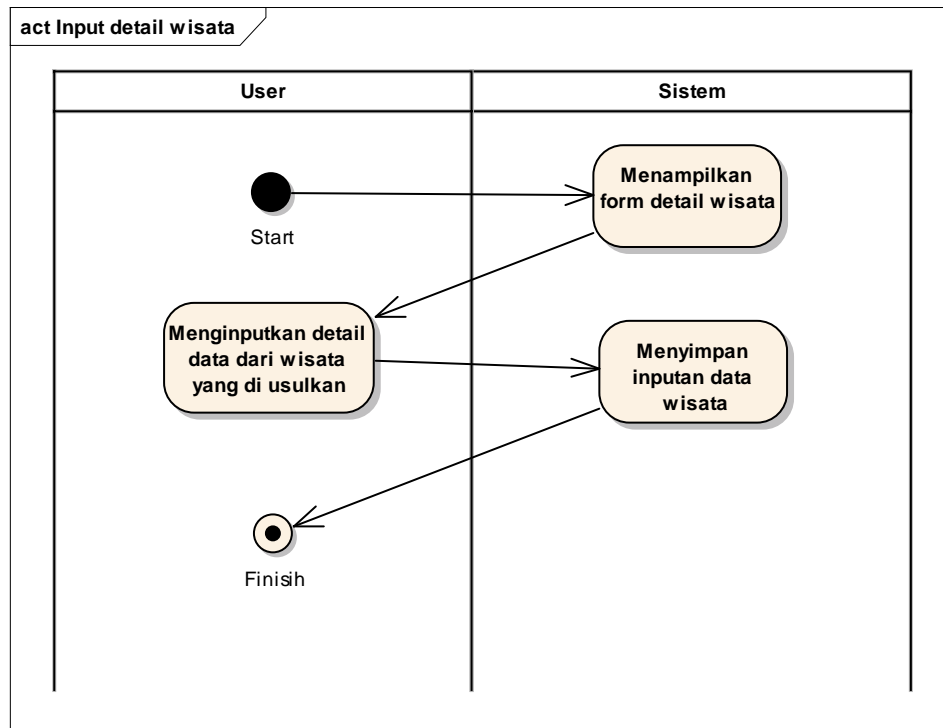 act Input detail wisata
User
Sistem
Menampilkan
form detail wisata
Start
Menginputkan detail
data dari wisata
yang di usulkan
Menyimpan
inputan data
wisata
Finisih